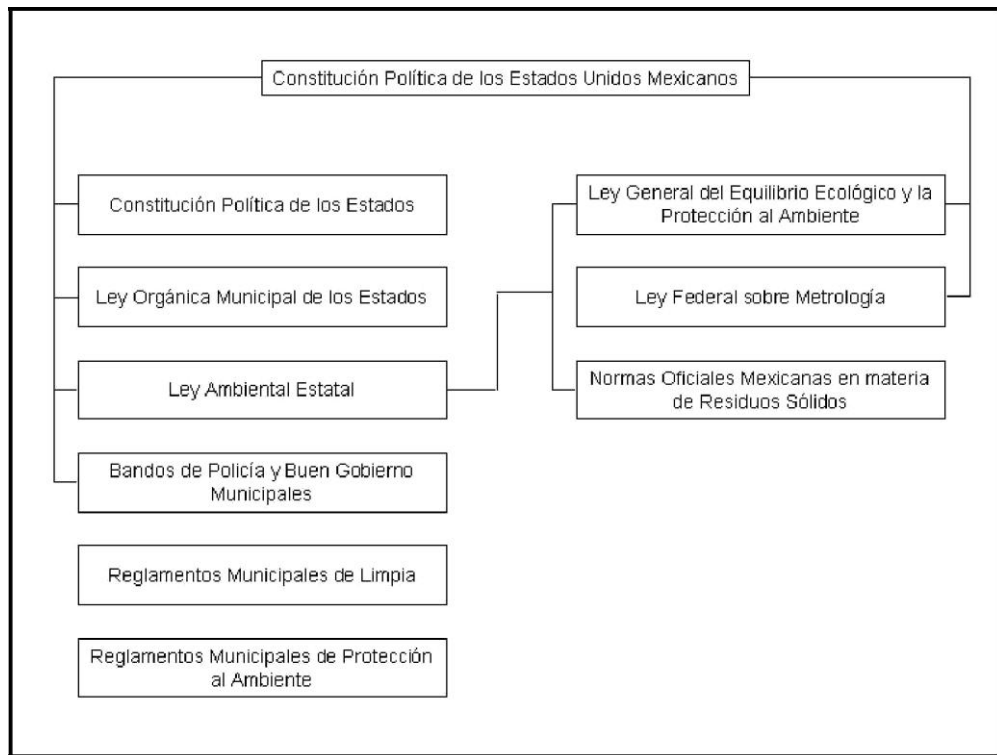 Constitución Política de los Estados Unidos Mexicanos
Constitución Política de los Estados
Ley Orgánica Municipal de los Estados
Ley Ambiental Estatal
Bandos de Policía y Buen Gobierno
Municipales
Reglamentos Municipales de Limpia
Reglamentos Municipales de Protección
al Ambiente
Ley General del Equilibrio Ecológico y la
Protección al Ambiente
Ley Federal sobre Metrología
Normas Oficiales Mexicanas en materia
de Residuos Sólidos